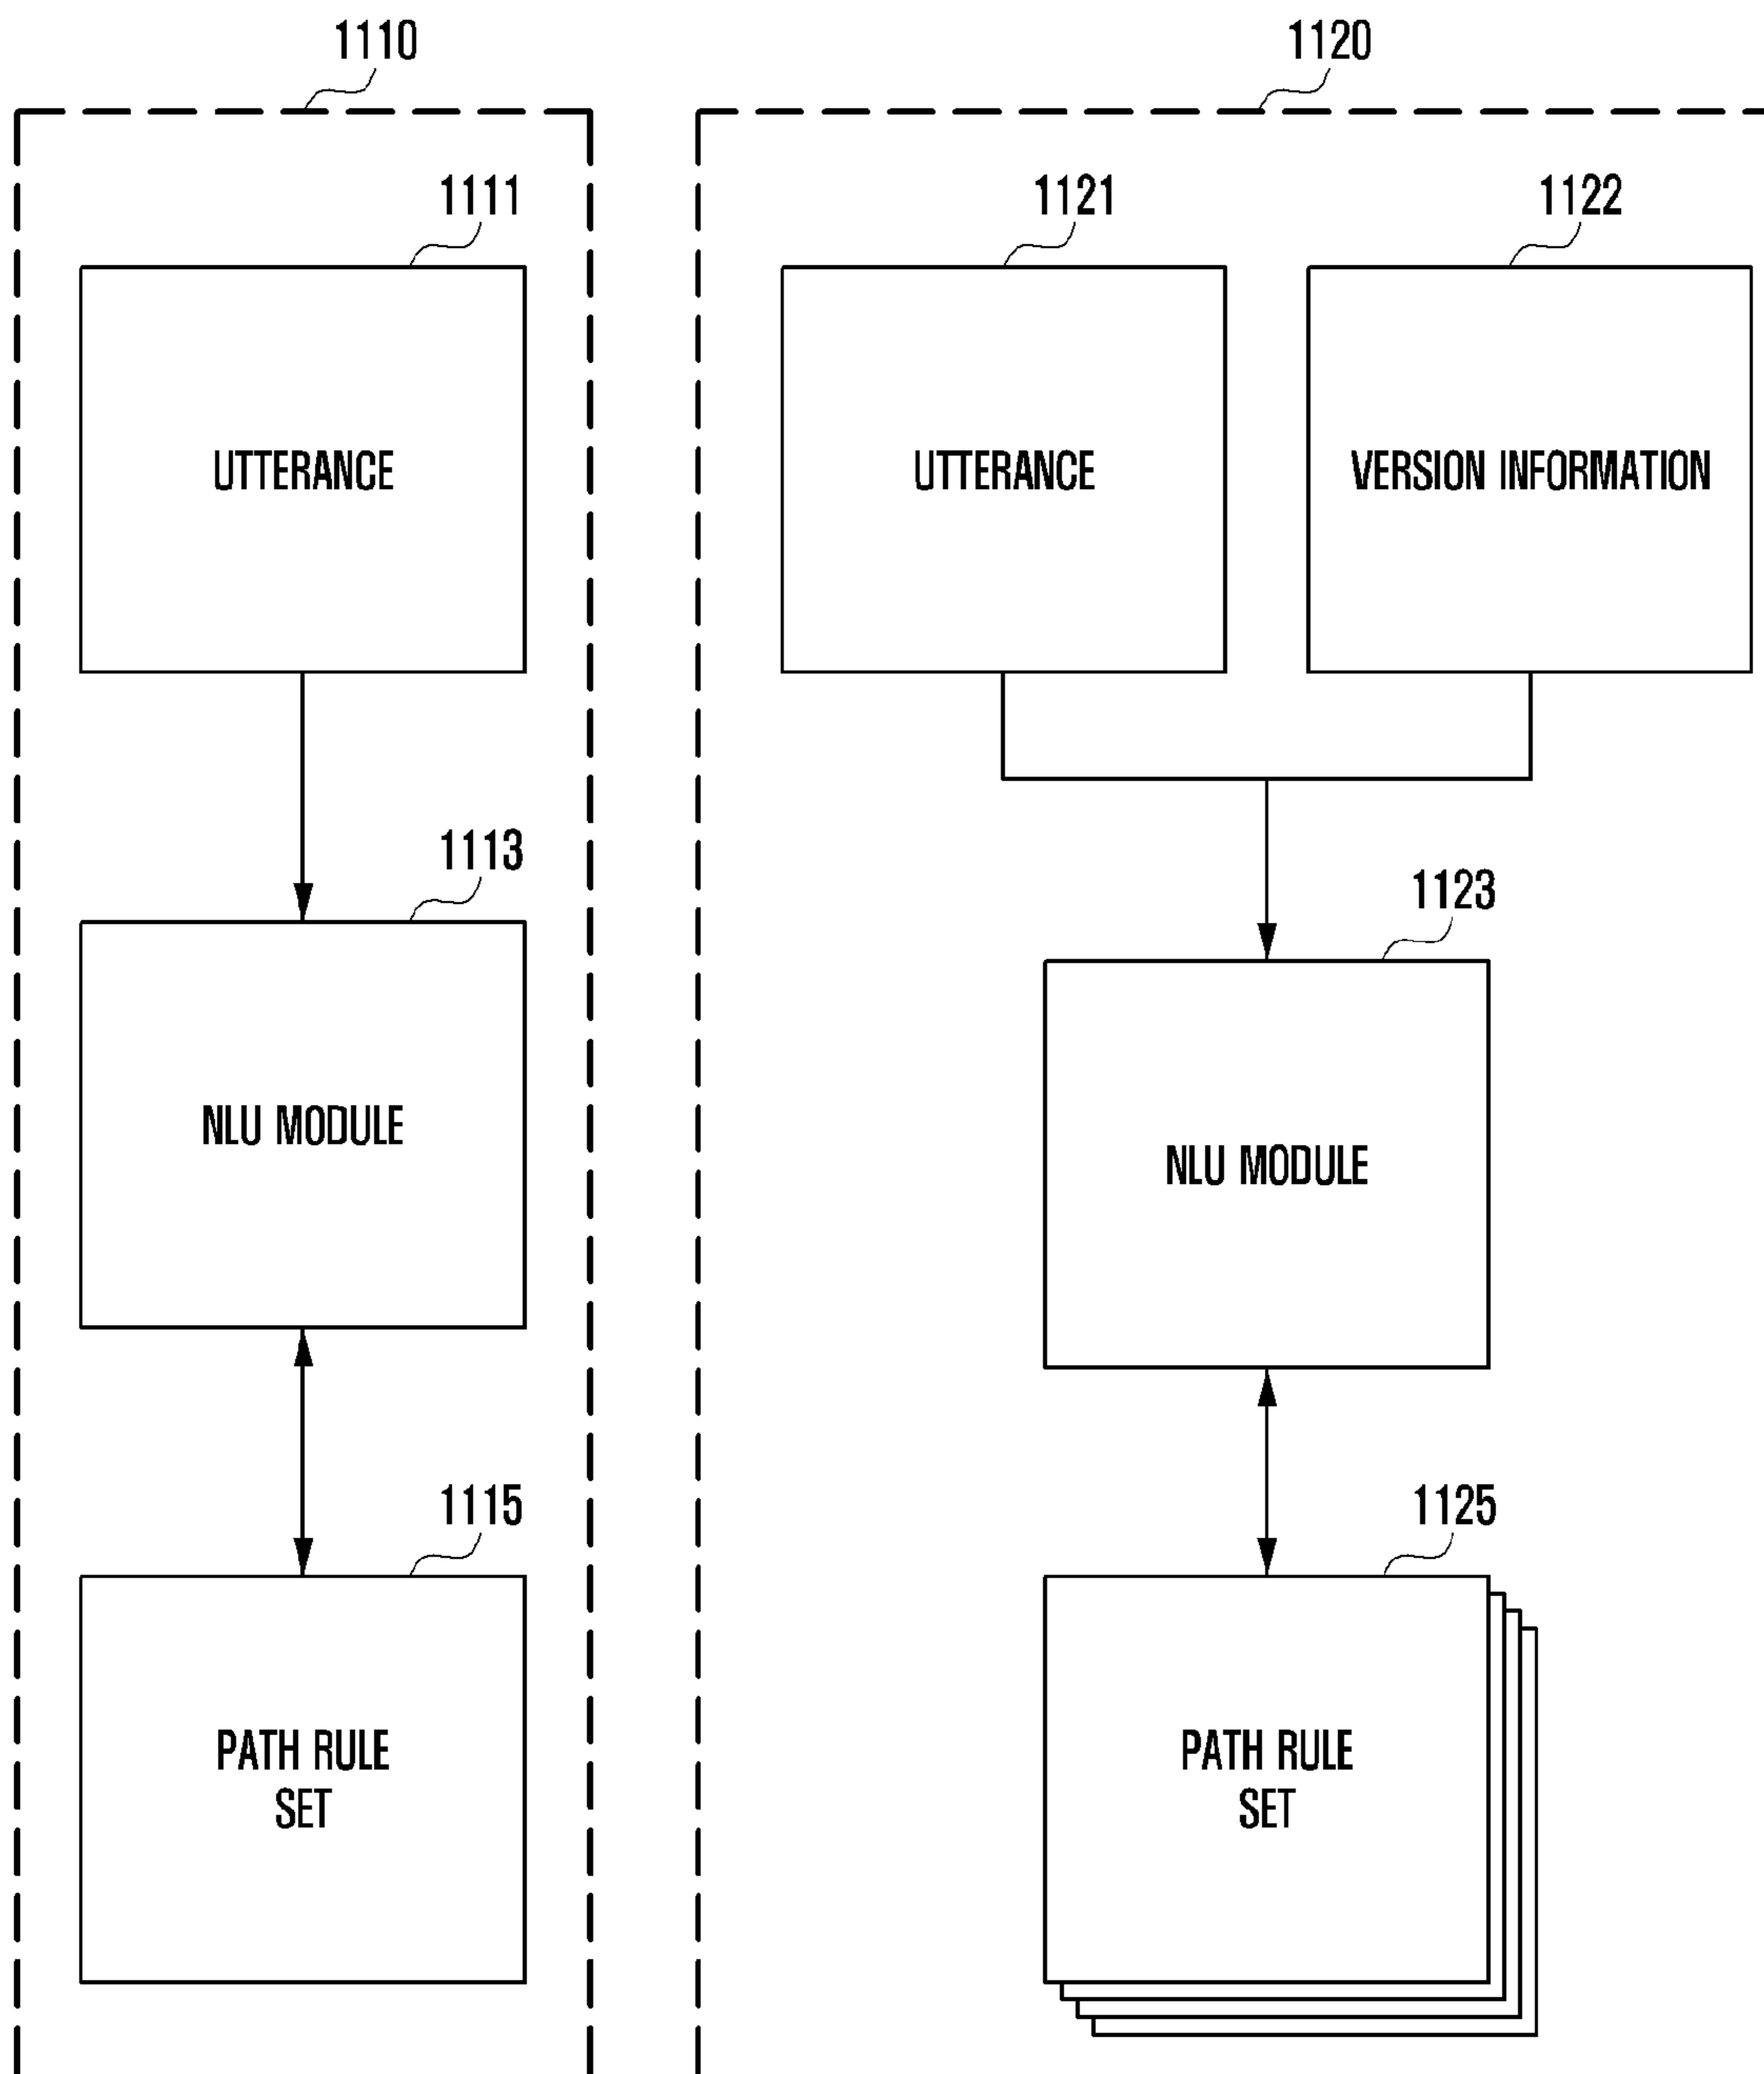 1110
1120
1111
1121
1122
UTTERANCE
UTTERANCE
VERSION INFORMATION
1113
1123
NLU MODULE
NLU MODULE
1115
1125
PATH RULE
SET
PATH RULE
SET